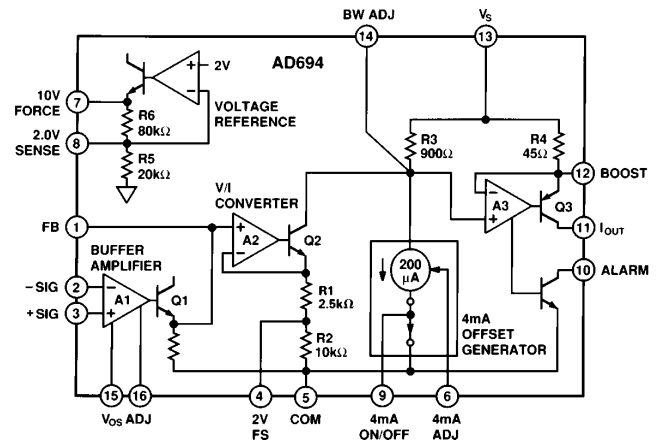 BW ADJ
Vs
14
13
AD694
2V
+
−
10V
FORCE
7
R6
80kΩ
VOLTAGE
REFERENCE
2.0V
SENSE
8
R5
20kΩ
R3
900Ω
R4
45Ω
12
BOOST
V/I
CONVERTER
−
A3
+
Q3
FB
1
+
A2
−
Q2
11
IOUT
BUFFER
AMPLIFIER
200
µA
10
ALARM
−SIG
2
−
A1
+
Q1
R1
2.5kΩ
+SIG
3
4mA
OFFSET
GENERATOR
R2
10kΩ
15
16
4
5
9
6
VOS ADJ
2V
FS
COM
4mA
ON/OFF
4mA
ADJ